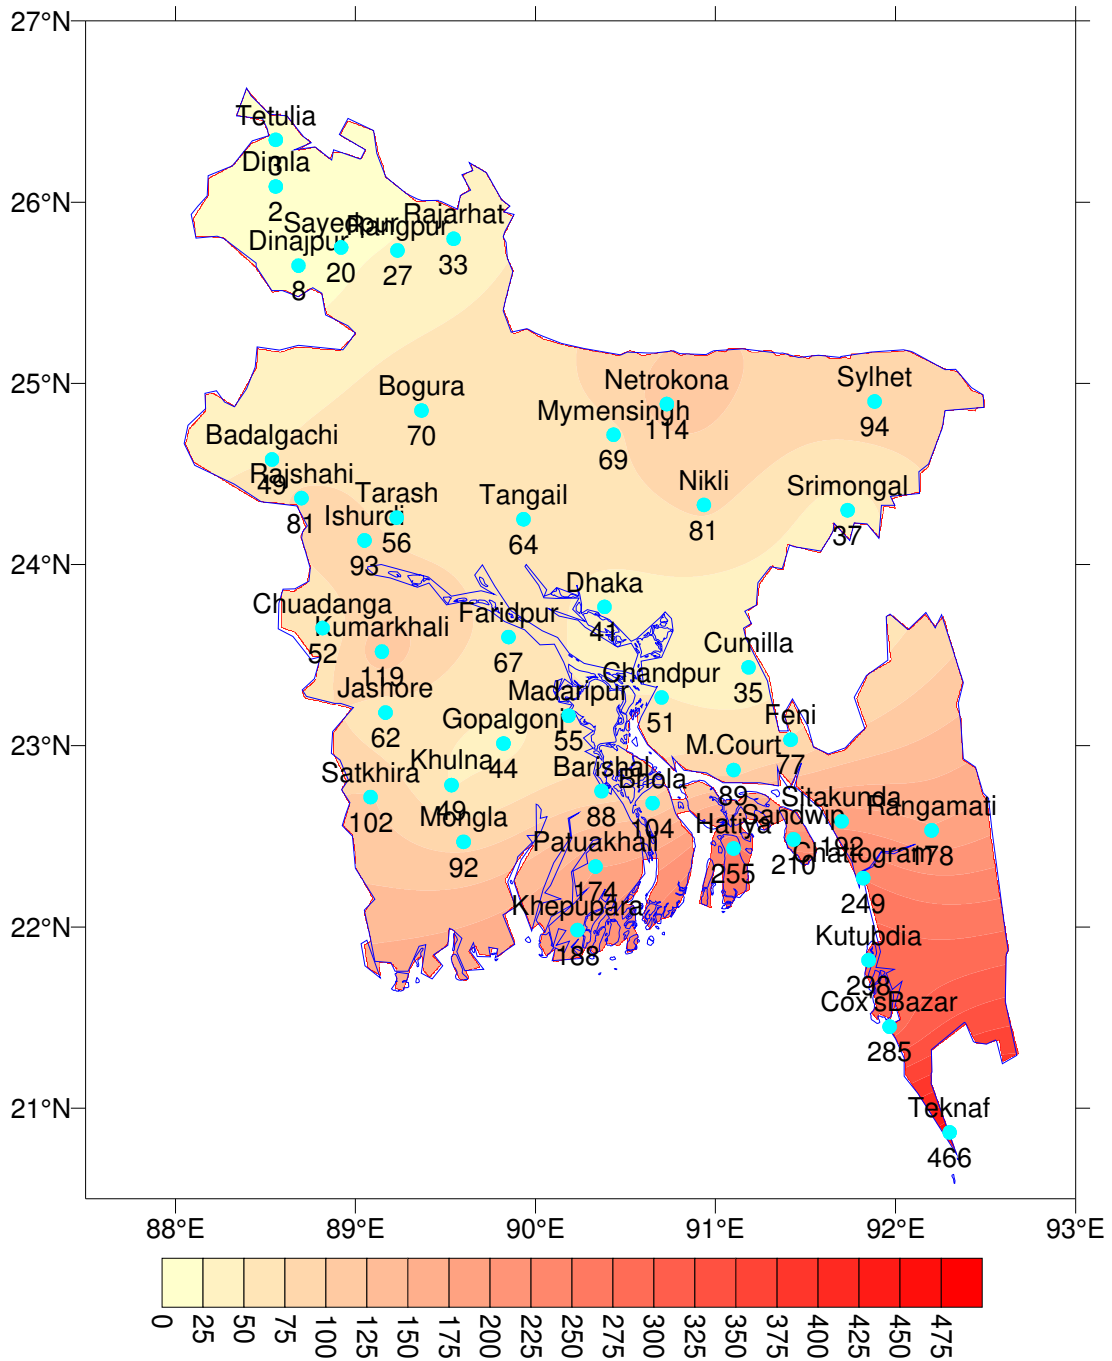 27°N
26°N
25°N
24°N
23°N
22°N
21°N
Tetulia
3
Dimla
2
Sayedpur
20
Rangpur
27
Rajarhat
33
Dinajpur
8
Bogura
70
Netrokona
114
Sylhet
94
Mymensingh
69
Badalgachi
49
Rajshahi
81
Nikli
81
Srimongal
37
Tarash
56
Tangail
64
Ishurdi
93
Dhaka
41
Chuadanga
52
Kumarkhali
119
Faridpur
67
Cumilla
35
Chandpur
51
Jashore
62
Madaripur
55
Gopalgonj
44
Feni
77
M.Court
89
Khulna
49
Satkhira
102
Barishal
88
Bhola
104
Mongla
92
Hatiya
255
Sandwip
210
Sitakunda
192
Rangamati
178
Patuakhali
174
Chattogram
249
Khepupara
188
Kutubdia
298
Cox'sBazar
285
Teknaf
466
88°E 89°E 90°E 91°E 92°E 93°E
0 25 50 75 100 125 150 175 200 225 250 275 300 325 350 375 400 425 450 475